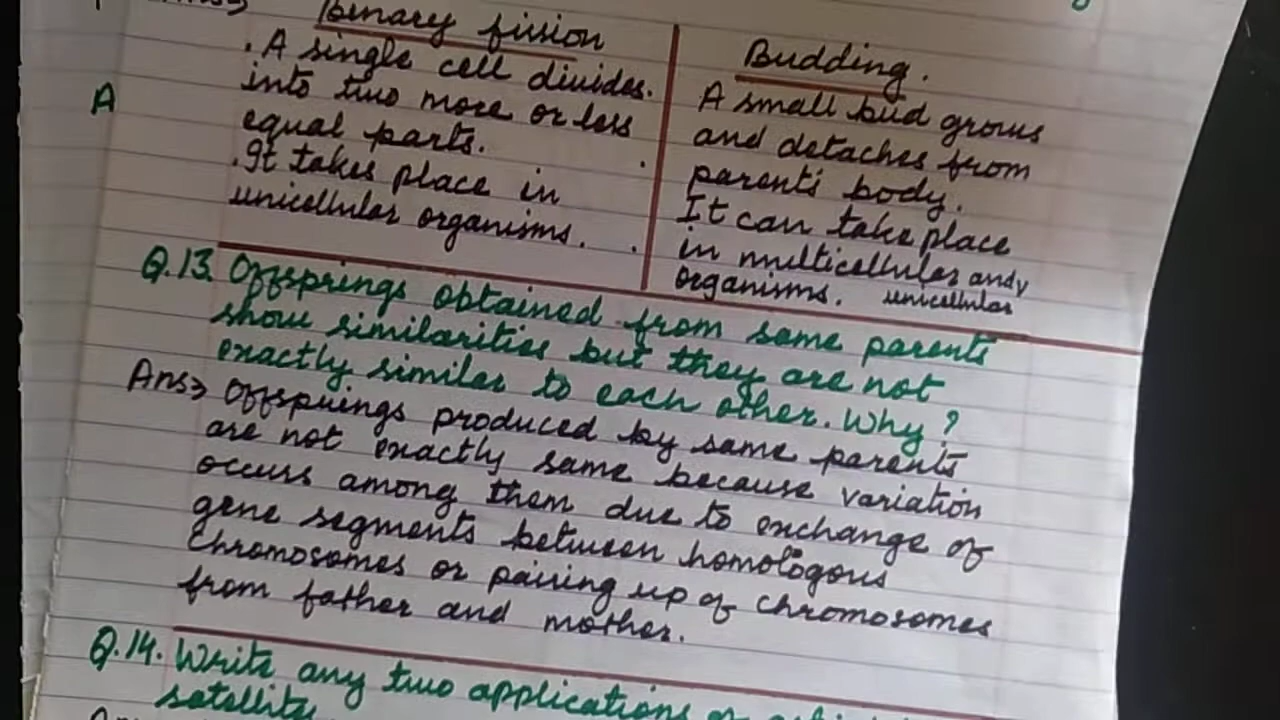 Ans→ Binary fission
. A single cell divides.
into two more or less
equal parts.
. It takes place in
unicellular organisms.
Budding.
A small bud grows
and detaches from
parents body.
It can take place
in multicellular and
organisms. unicellular
A
Q.13. Offsprings obtained from same parents
show similarities but they are not
exactly similar to each other. Why?
Ans→ Offsprings produced by same parents
are not exactly same because variation
occurs among them due to exchange of
gene segments between homologous
chromosomes or pairing up of chromosomes
from father and mother.
Q.14. Write any two applications of
satellite